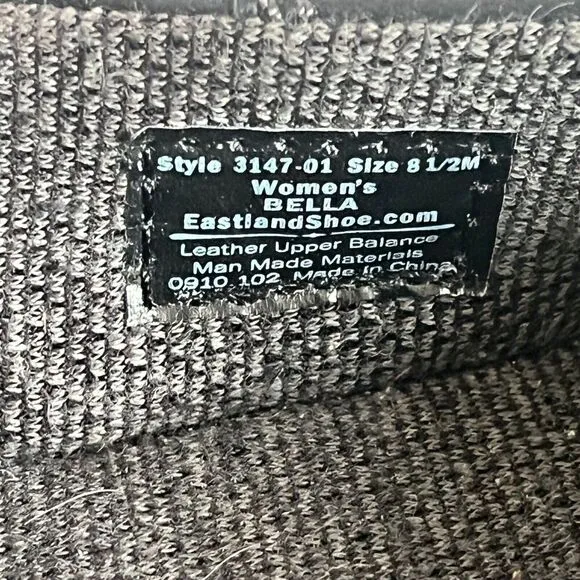 Style 3147-01 Size 8 1/2M
Women's
BELLA
EastlandShoe.com
Leather Upper Balance
Man Made Materials
0910 102 Made In China